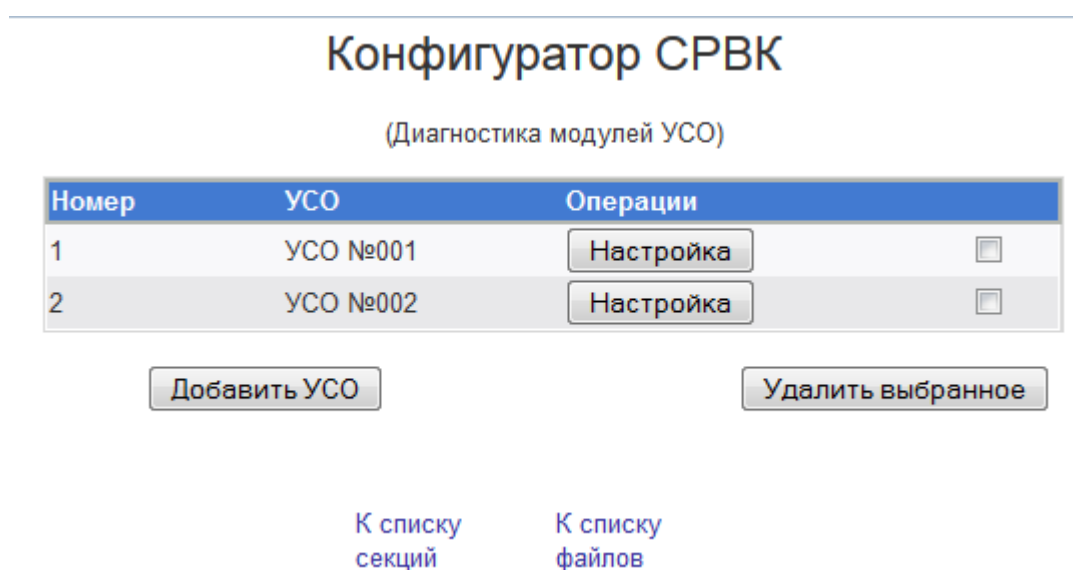 Конфигуратор СРВК
(Диагностика модулей УСО)
Номер УСО Операции
1 УСО №001 Настройка
2 УСО №002 Настройка
Добавить УСО Удалить выбранное
К списку секций
К списку файлов